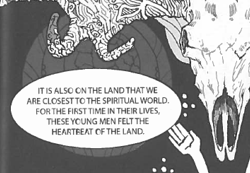 IT IS ALSO ON THE LAND THAT WE
ARE CLOSEST TO THE SPIRITUAL WORLD.
FOR THE FIRST TIME IN THEIR LIVES,
THESE YOUNG MEN FELT THE
HEARTBEAT OF THE LAND.